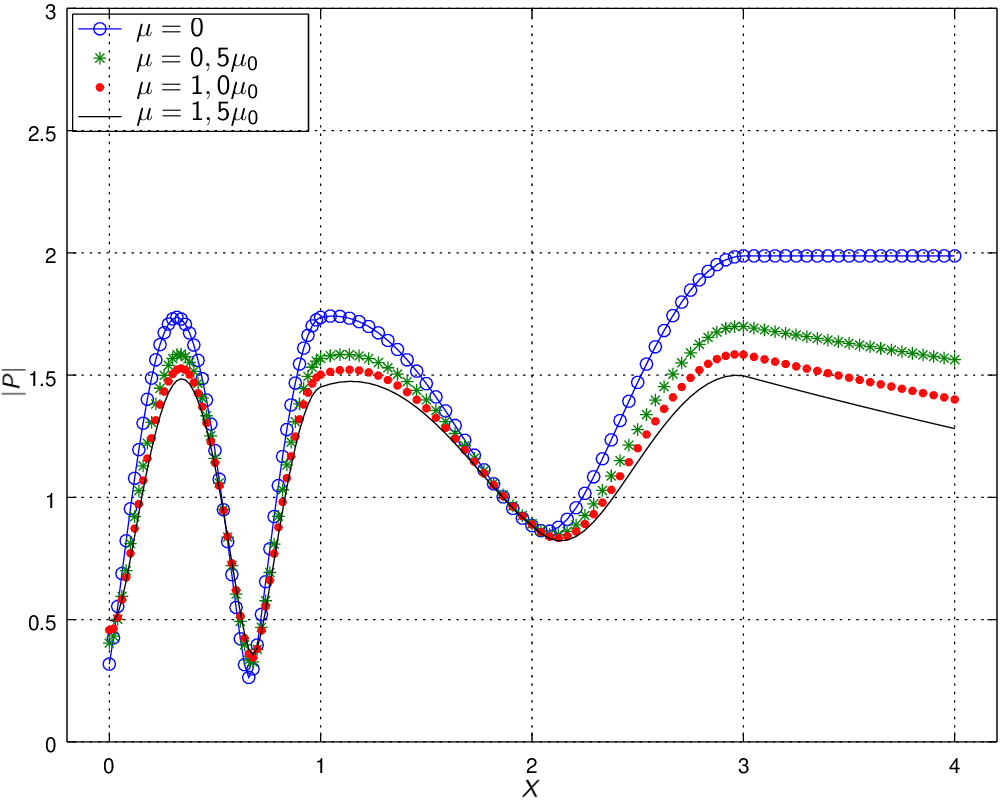 3
2.5
2
1.5
1
0.5
0
|P|
μ = 0
μ = 0, 5μ₀
μ = 1, 0μ₀
μ = 1, 5μ₀
0 1 2 3 4
X